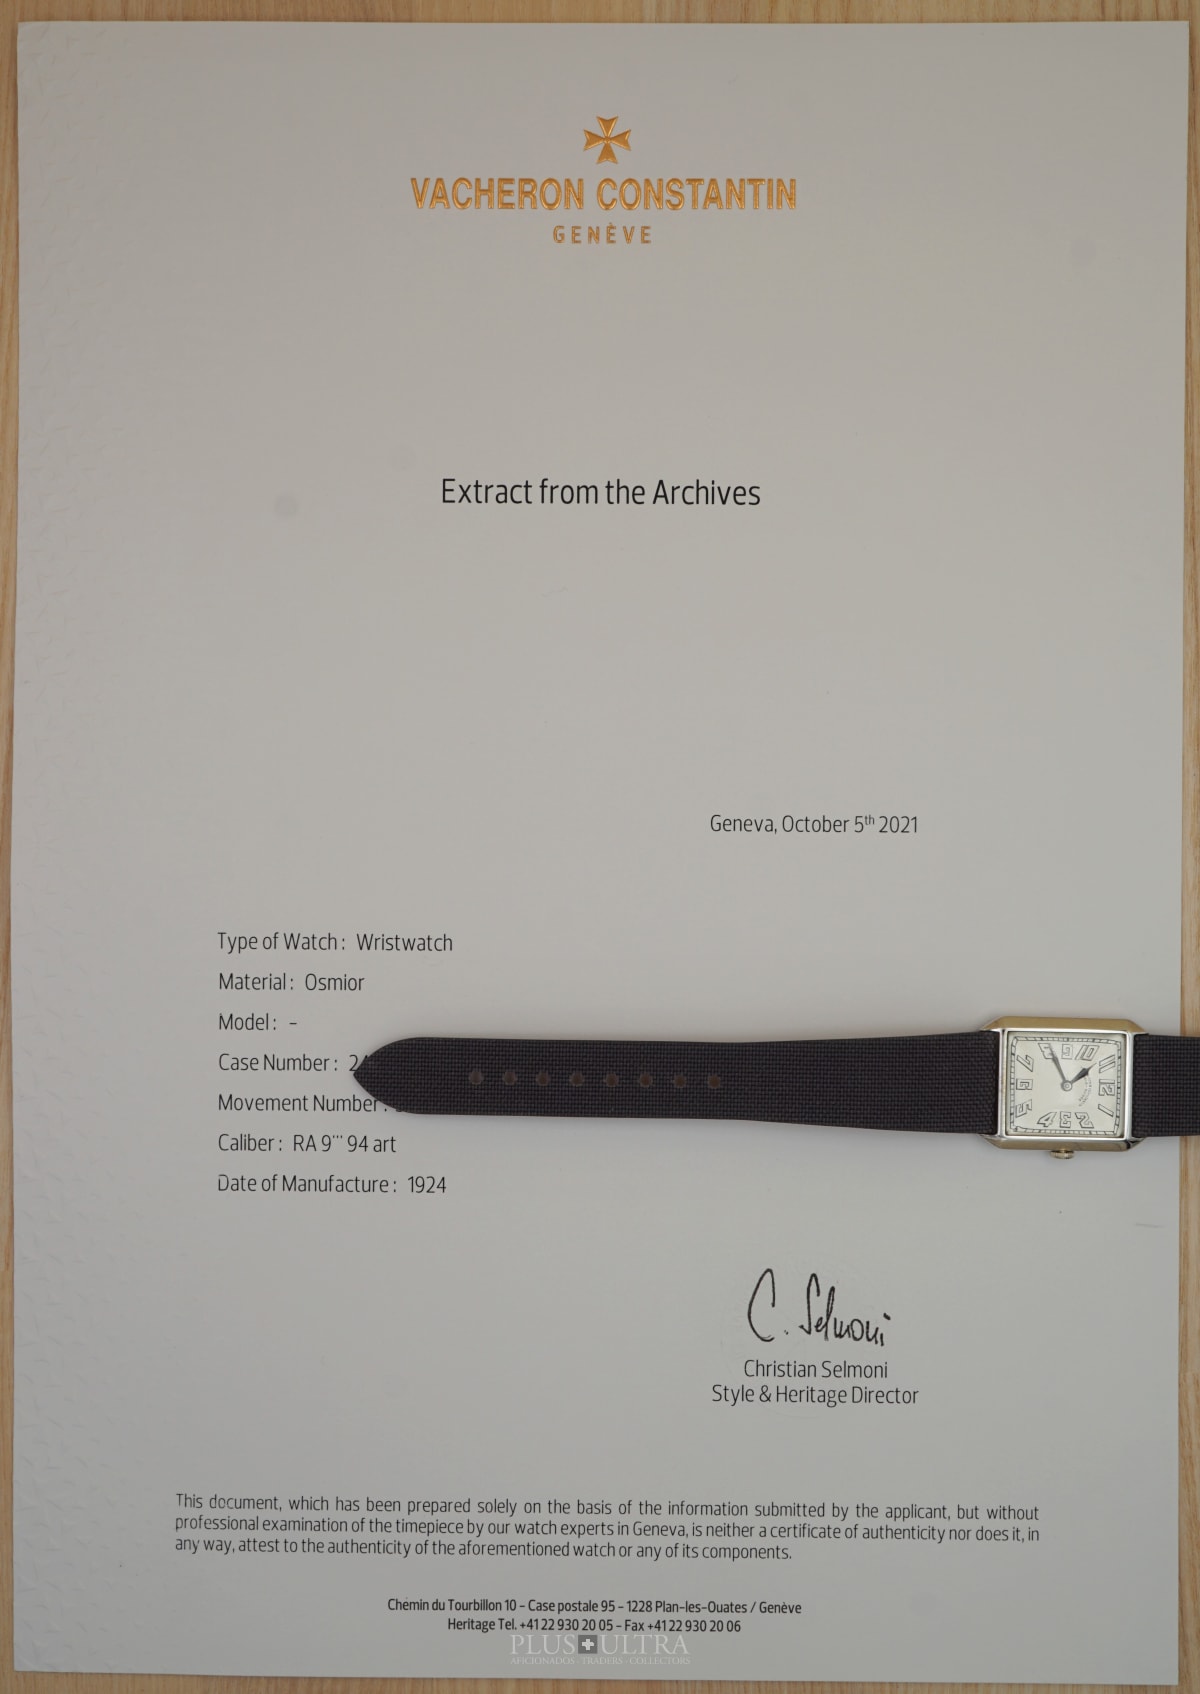 VACHERON CONSTANTIN
GENÈVE
Extract from the Archives
Geneva, October 5th 2021
Type of Watch : Wristwatch
Material : Osmior
Model : -
Case Number : 2
Movement Number :
Caliber : RA 9''' 94 art
Date of Manufacture : 1924
C. Selmoni
Christian Selmoni
Style & Heritage Director
This document, which has been prepared solely on the basis of the information submitted by the applicant, but without
professional examination of the timepiece by our watch experts in Geneva, is neither a certificate of authenticity nor does it, in
any way, attest to the authenticity of the aforementioned watch or any of its components.
Chemin du Tourbillon 10 - Case postale 95 - 1228 Plan-les-Ouates / Genève
Heritage Tel. +41 22 930 20 05 - Fax +41 22 930 20 06
PLUS ULTRA
AFICIONADOS · TRADERS · COLLECTORS